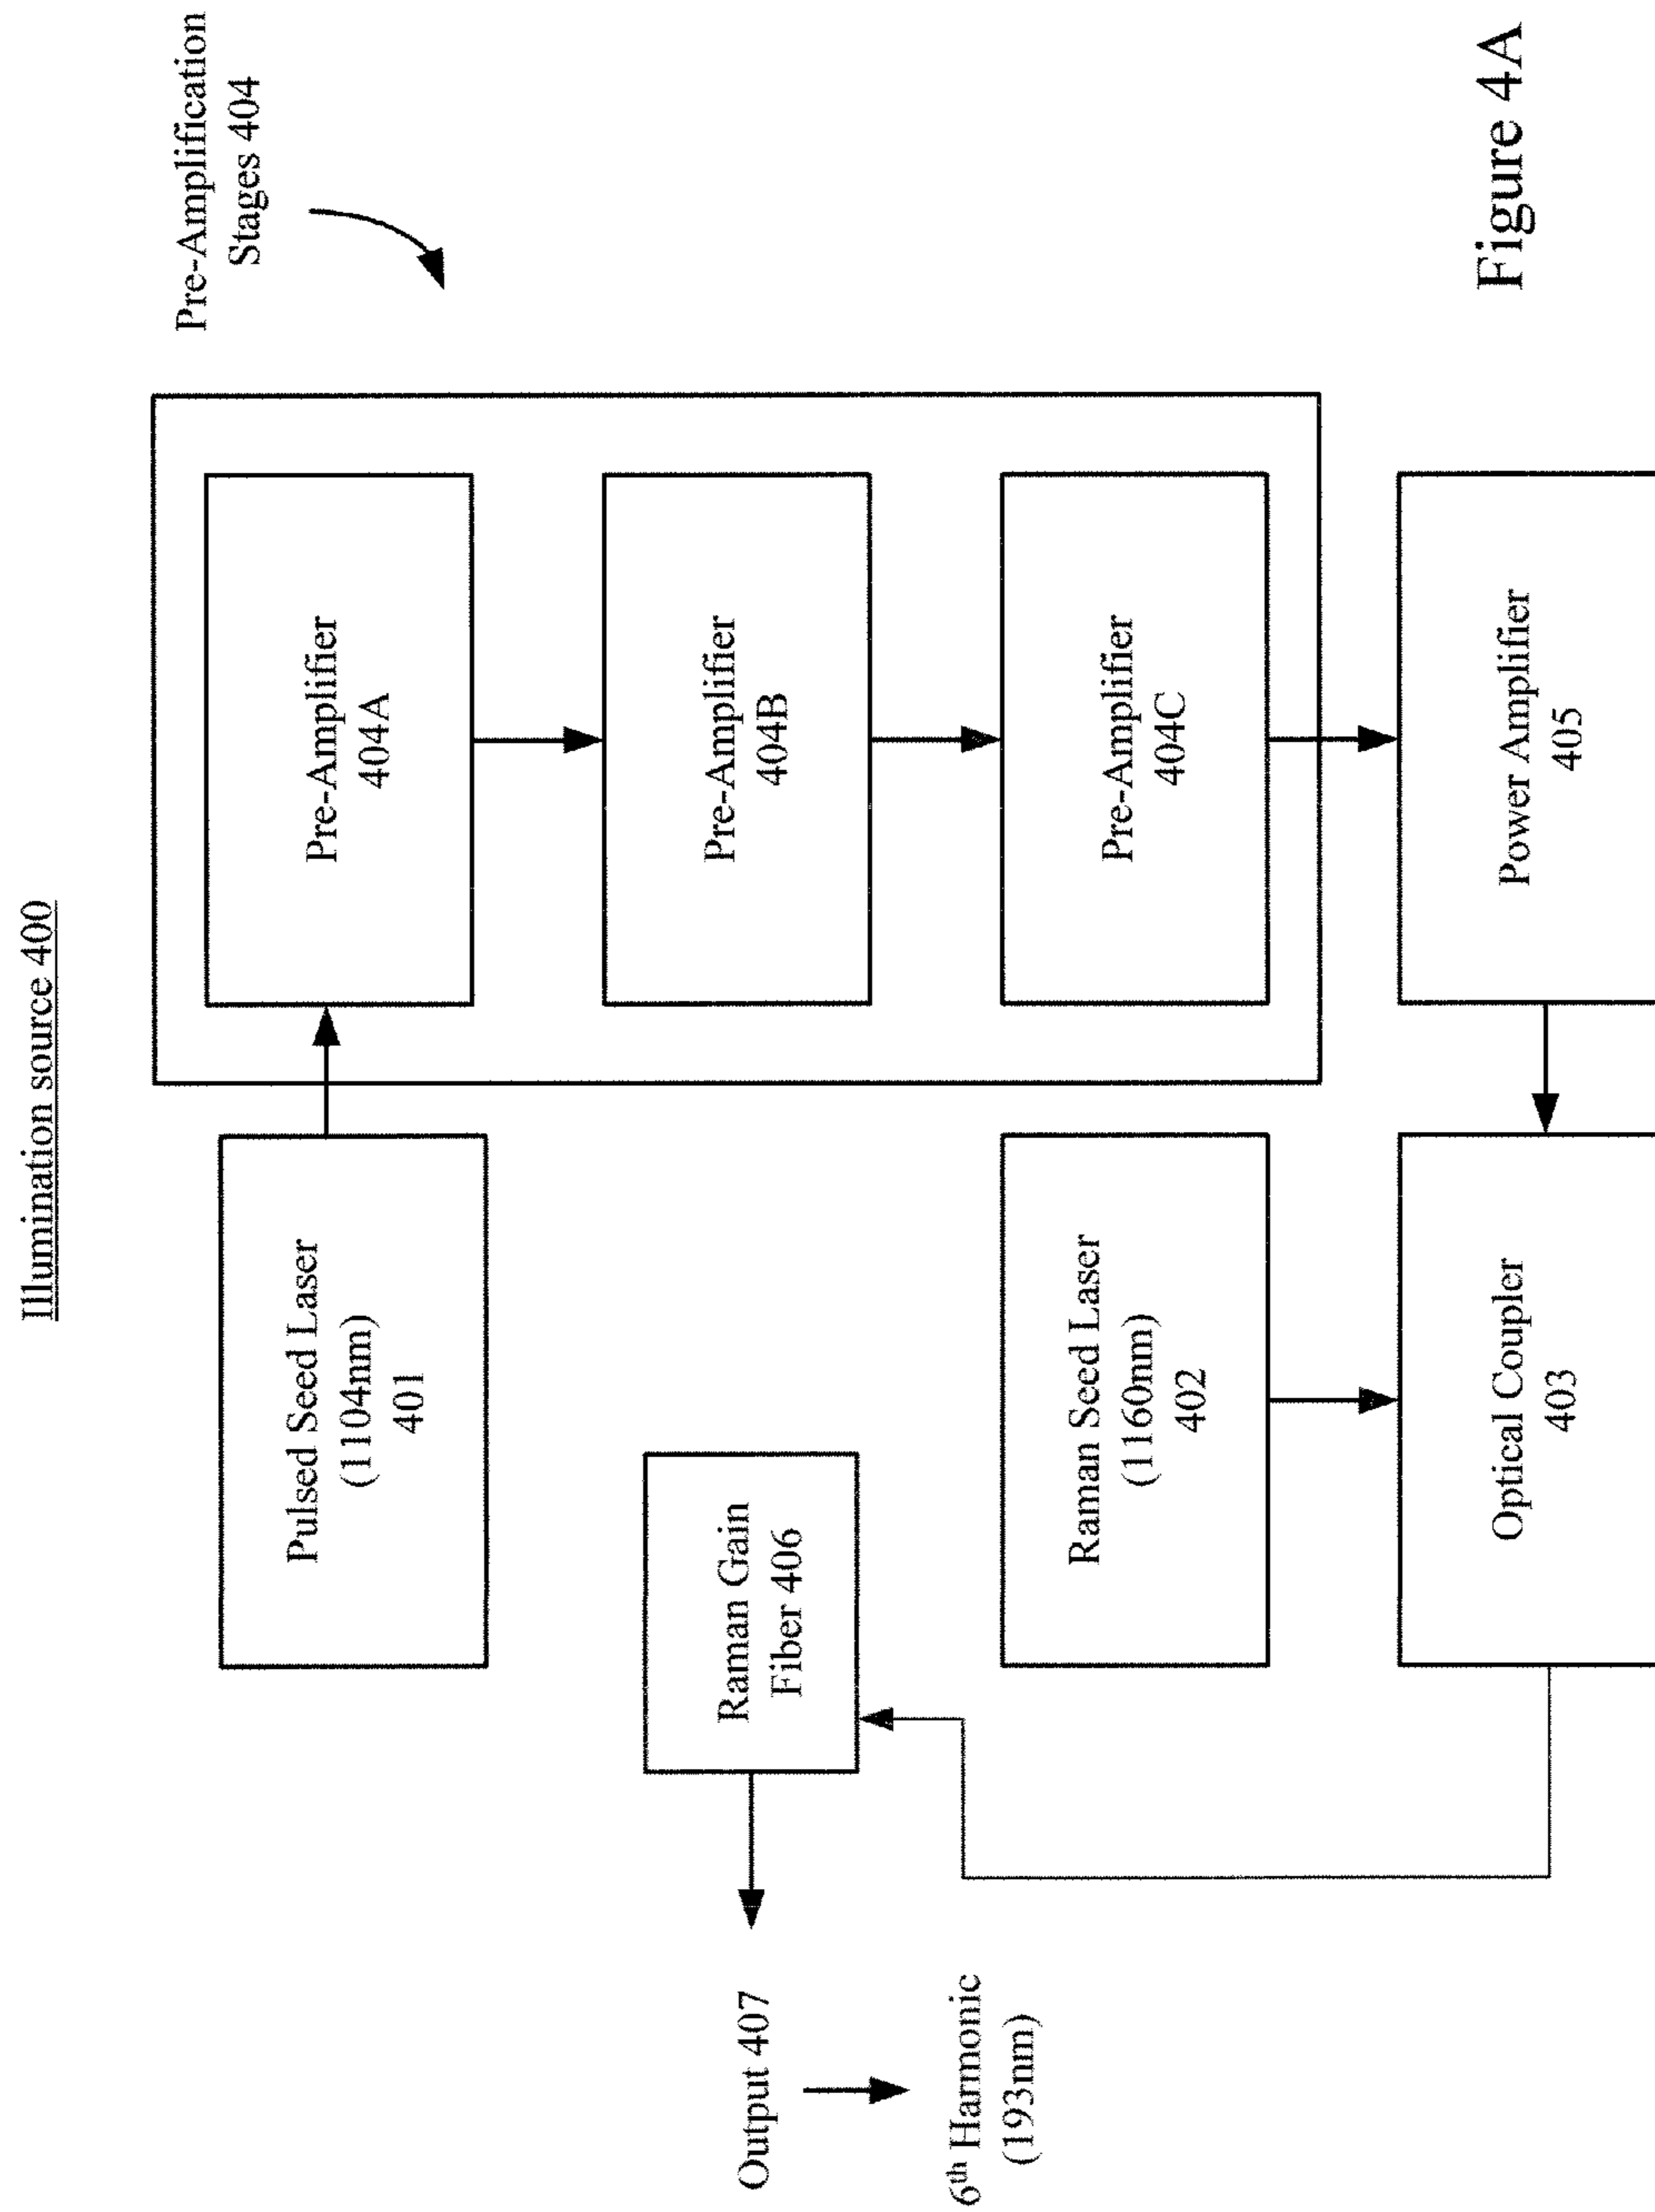 Illumination source 400
Pre-Amplification
Stages 404
Pulsed Seed Laser
(1104nm)
401
Pre-Amplifier
404A
Pre-Amplifier
404B
Pre-Amplifier
404C
Raman Gain
Fiber 406
Output 407
6th Harmonic
(193nm)
Raman Seed Laser
(1160nm)
402
Optical Coupler
403
Power Amplifier
405
Figure 4A